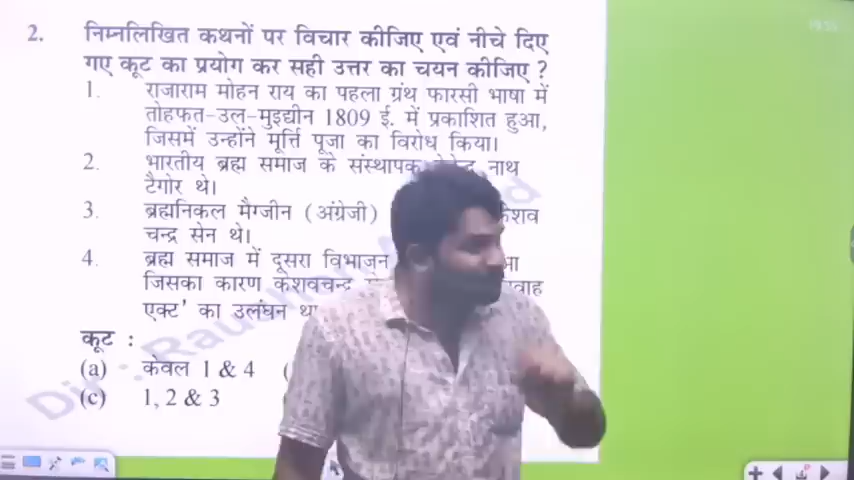 2. निम्नलिखित कथनों पर विचार कीजिए एवं नीचे दिए
गए कूट का प्रयोग कर सही उत्तर का चयन कीजिए ?
1. राजाराम मोहन राय का पहला ग्रंथ फारसी भाषा में
तोहफत-उल-मुइद्यीन 1809 ई. में प्रकाशित हुआ,
जिसमें उन्होंने मूर्त्ति पूजा का विरोध किया।
2. भारतीय ब्रह्म समाज के संस्थापक नाथ
टैगोर थे।
3. ब्रह्मनिकल मैग्जीन (अंग्रेजी) केशव
चन्द्र सेन थे।
4. ब्रह्म समाज में दूसरा विभाजन
जिसका कारण केशवचन्द्र
एक्ट' का उलंघन
कूट :
(a) केवल 1 & 4
(c) 1, 2 & 3